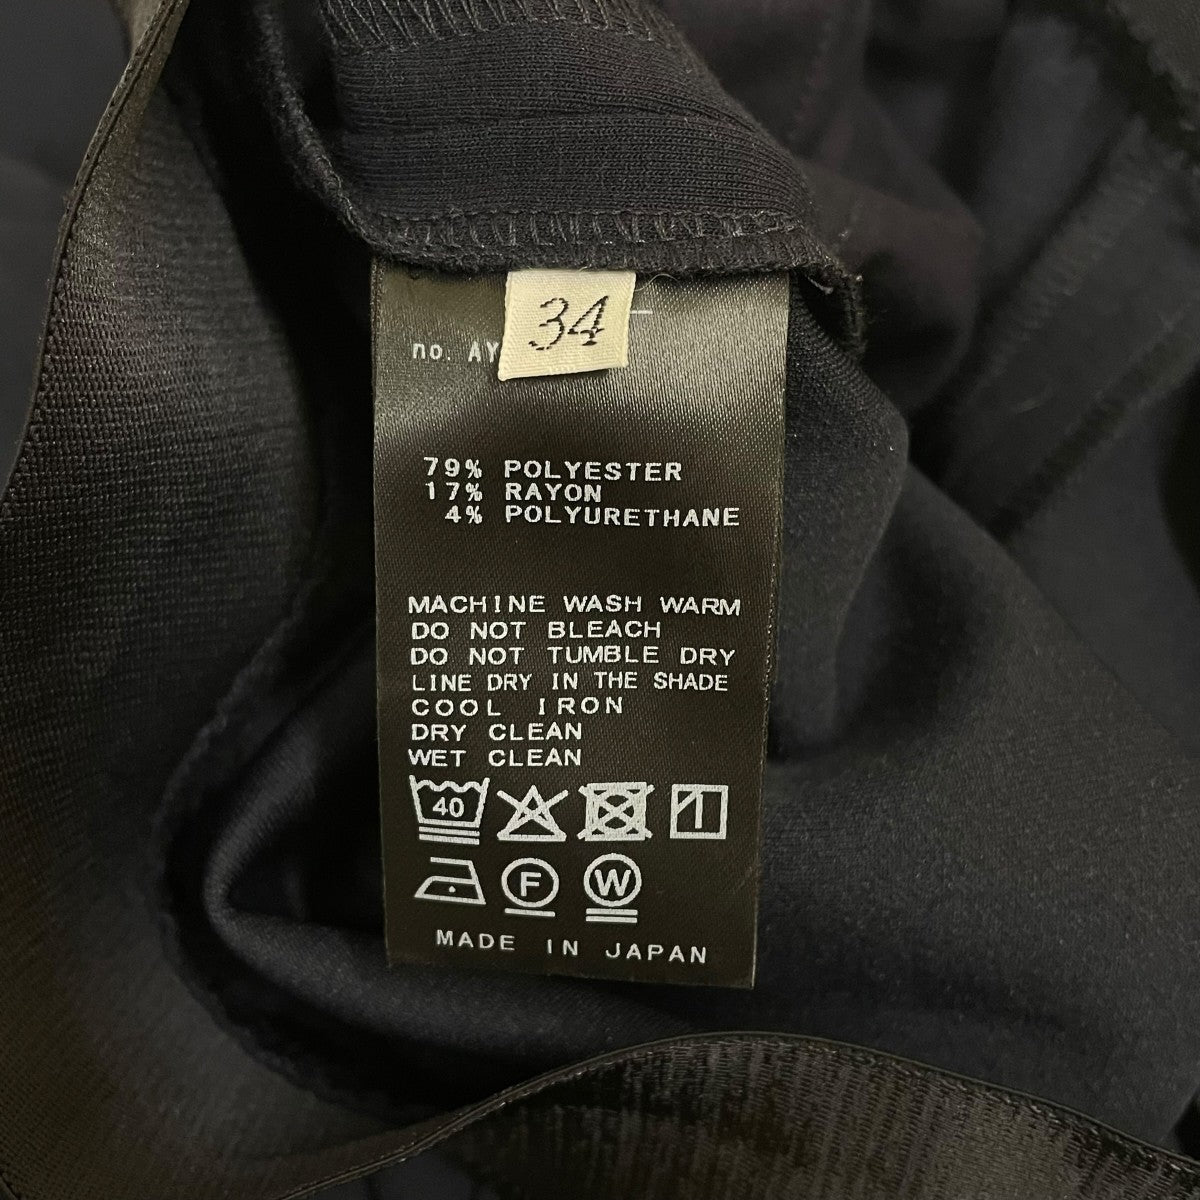 34
no. AY
79% POLYESTER
17% RAYON
4% POLYURETHANE
MACHINE WASH WARM
DO NOT BLEACH
DO NOT TUMBLE DRY
LINE DRY IN THE SHADE
COOL IRON
DRY CLEAN
WET CLEAN
40
F W
MADE IN JAPAN